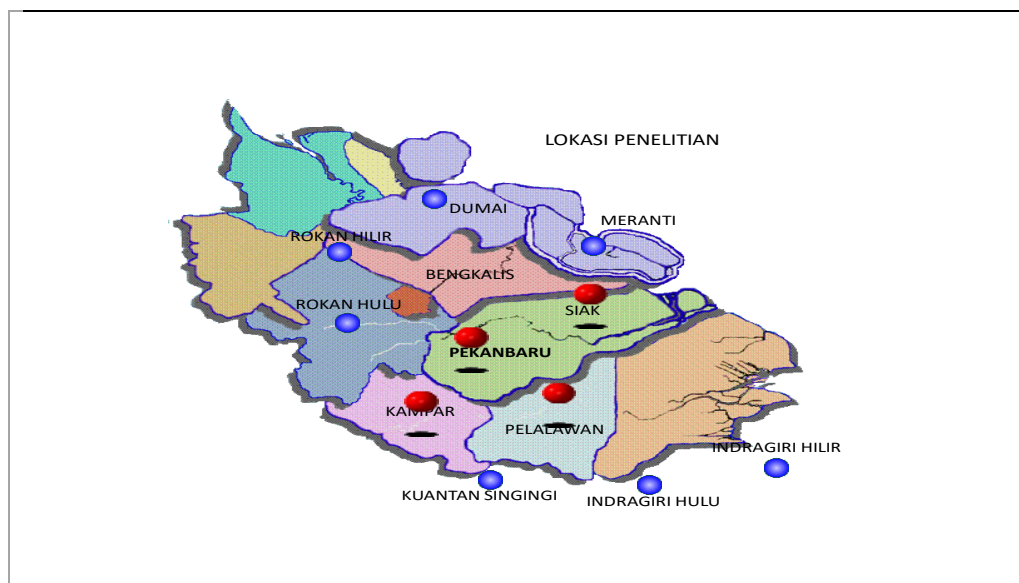 LOKASI PENELITIAN
DUMAI
MERANTI
ROKAN HILIR
BENGKALIS
ROKAN HULU
SIAK
PEKANBARU
KAMPAR
PELALAWAN
INDRAGIRI HILIR
KUANTAN SINGINGI
INDRAGIRI HULU